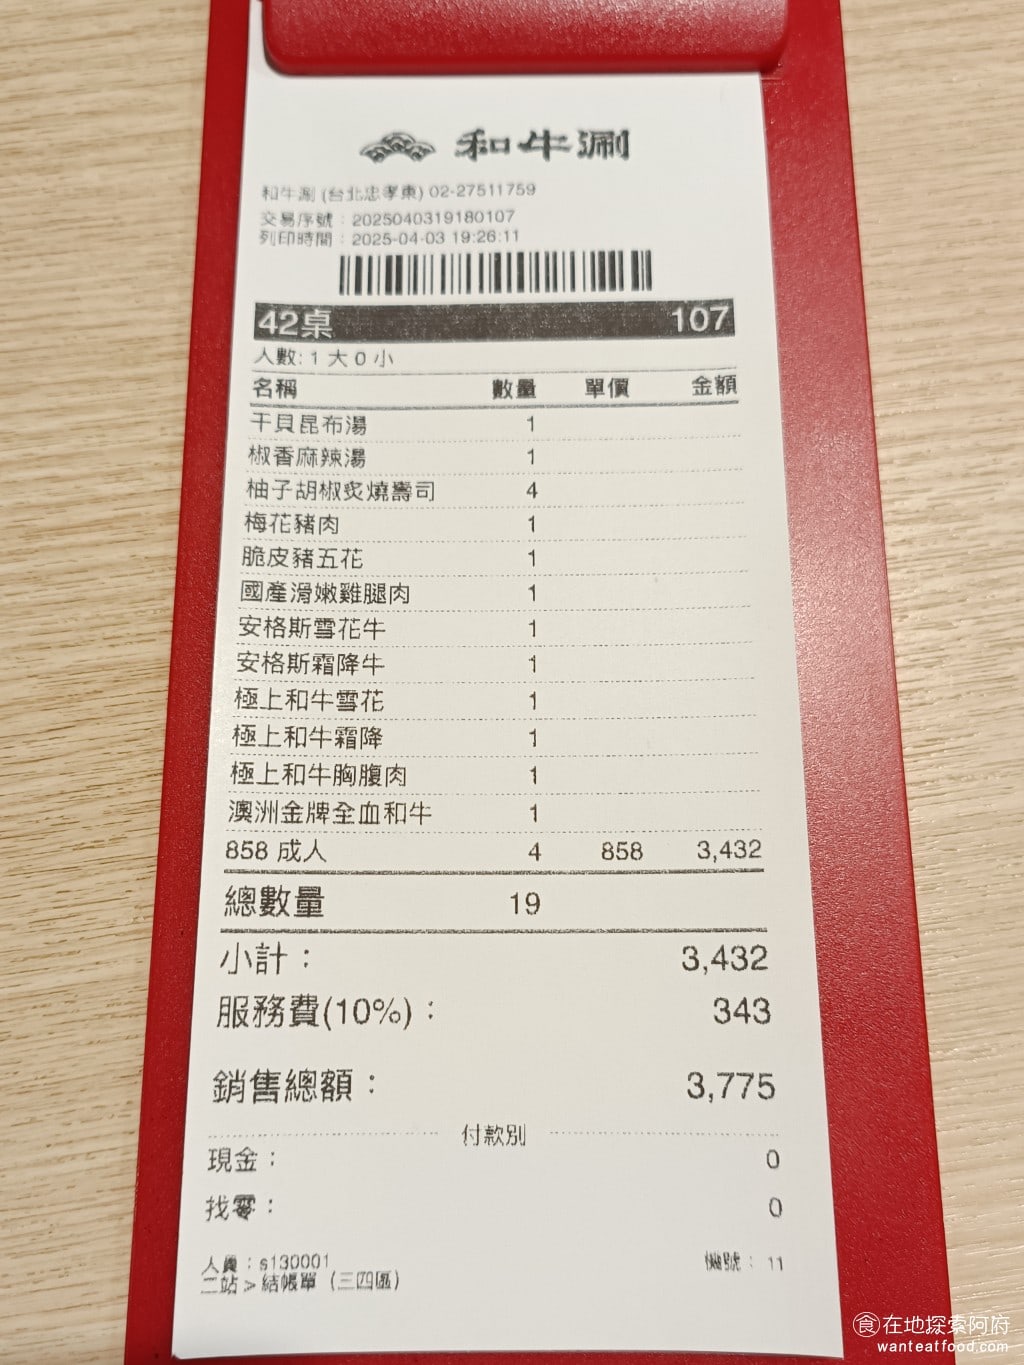 和牛涮
和牛涮 (台北忠孝東) 02-27511759
交易序號：2025040319180107
列印時間：2025-04-03 19:26:11
42桌 107
人數: 1 大 0 小
名稱 數量 單價 金額
干貝昆布湯 1
椒香麻辣湯 1
柚子胡椒炙燒壽司 4
梅花豬肉 1
脆皮豬五花 1
國產滑嫩雞腿肉 1
安格斯雪花牛 1
安格斯霜降牛 1
極上和牛雪花 1
極上和牛霜降 1
極上和牛胸腹肉 1
澳洲金牌全血和牛 1
858 成人 4 858 3,432
總數量 19
小計： 3,432
服務費(10%)： 343
銷售總額： 3,775
付款別
現金： 0
找零： 0
人員：s130001 機號： 11
二站 > 結帳單 (三四區)
食 在地探索阿府
wanteatfood.com